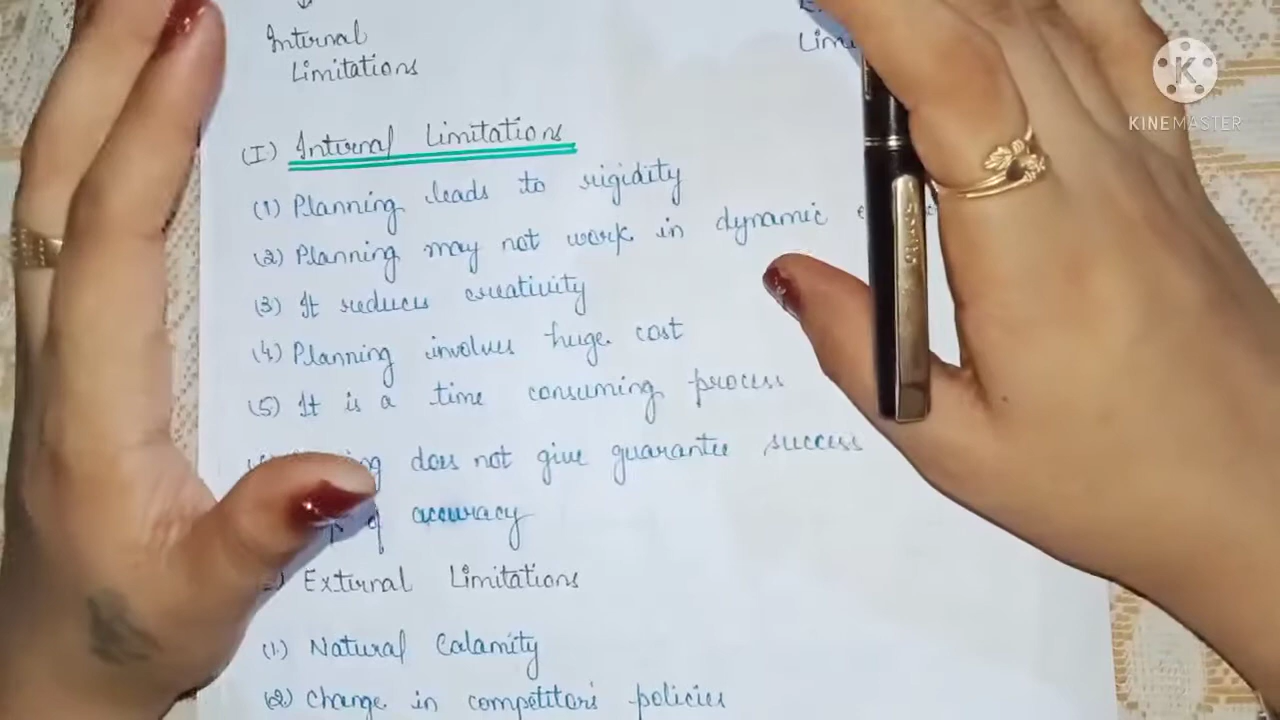 Internal
Limitations
(I) Internal Limitations
(1) Planning leads to rigidity
(2) Planning may not work in dynamic
(3) It reduces creativity
(4) Planning involves huge cost
(5) It is a time consuming process
does not give guarantee success
of accuracy
External Limitations
(1) Natural Calamity
(2) Change in competitors policies
K
KINEMASTER